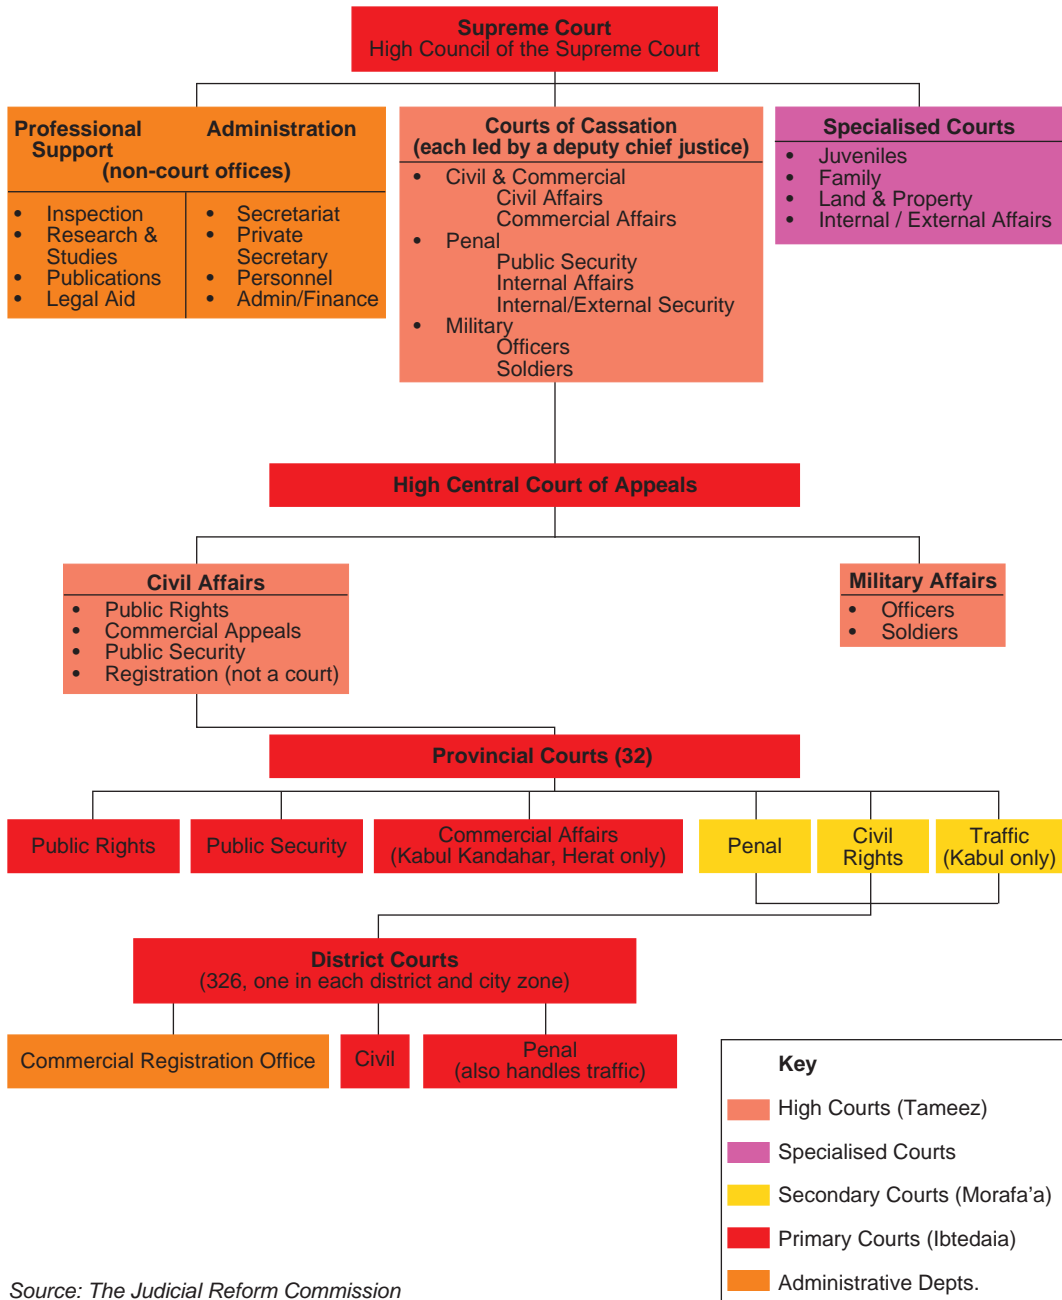 Supreme Court
High Council of the Supreme Court
Professional Support
Administration
(non-court offices)
• Inspection
• Research &
Studies
• Publications
• Legal Aid
• Secretariat
• Private
Secretary
• Personnel
• Admin/Finance
Courts of Cassation
(each led by a deputy chief justice)
• Civil & Commercial
Civil Affairs
Commercial Affairs
• Penal
Public Security
Internal Affairs
Internal/External Security
• Military
Officers
Soldiers
Specialised Courts
• Juveniles
• Family
• Land & Property
• Internal / External Affairs
High Central Court of Appeals
Civil Affairs
• Public Rights
• Commercial Appeals
• Public Security
• Registration (not a court)
Military Affairs
• Officers
• Soldiers
Provincial Courts (32)
Public Rights
Public Security
Commercial Affairs
(Kabul Kandahar, Herat only)
Penal
Civil
Rights
Traffic
(Kabul only)
District Courts
(326, one in each district and city zone)
Commercial Registration Office
Civil
Penal
(also handles traffic)
Key
High Courts (Tameez)
Specialised Courts
Secondary Courts (Morafa’a)
Primary Courts (Ibtedaia)
Administrative Depts.
Source: The Judicial Reform Commission